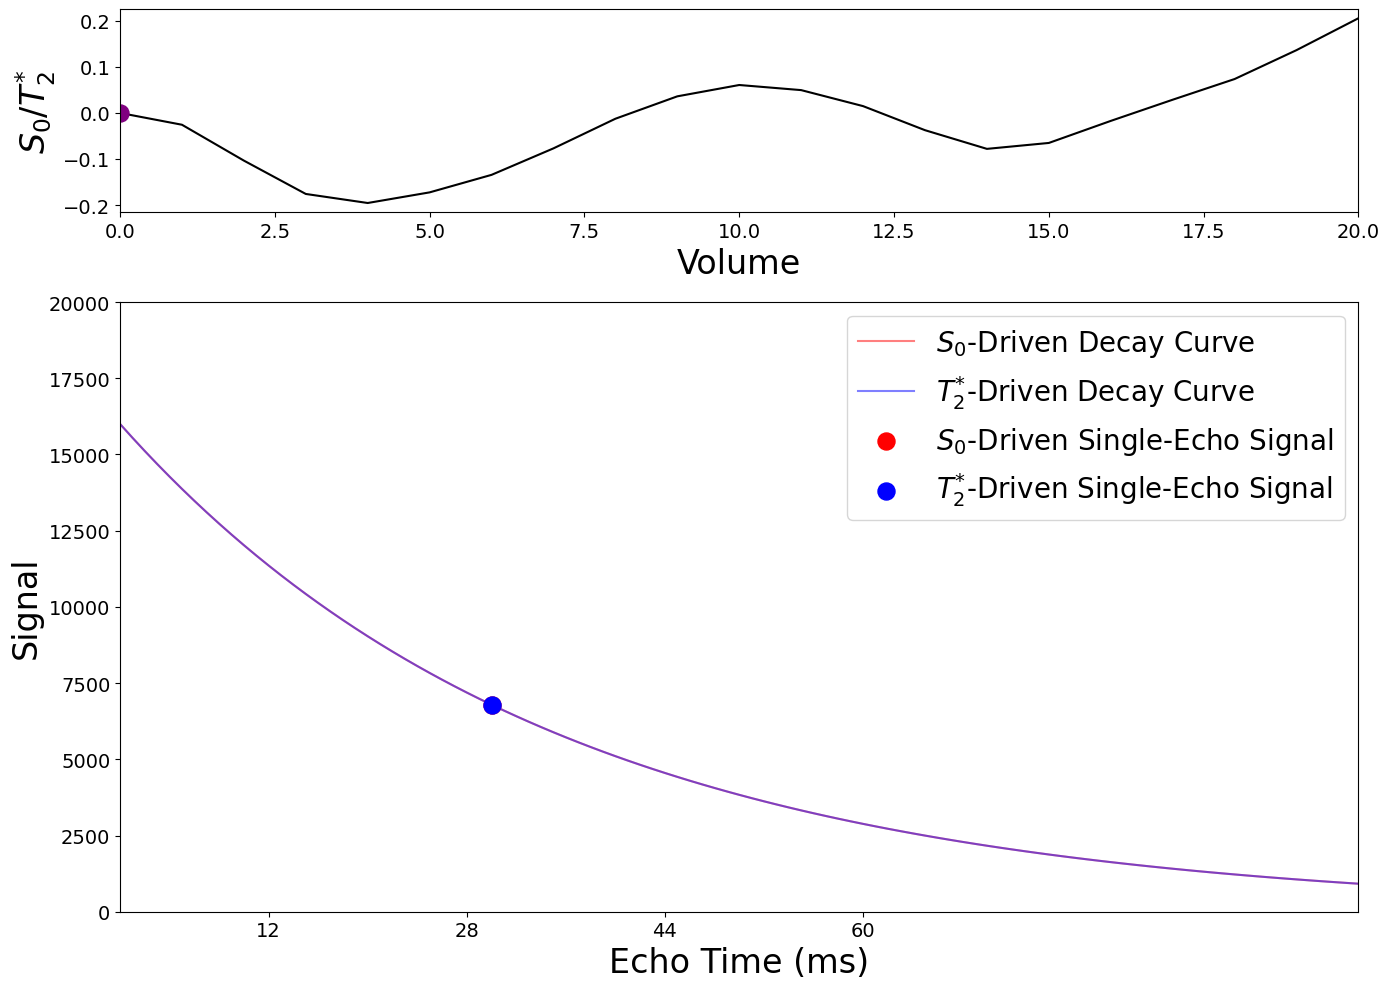 0.2
0.1
0.0
−0.1
−0.2
S₀/T₂*
0.0 2.5 5.0 7.5 10.0 12.5 15.0 17.5 20.0
Volume
20000
17500
15000
12500
10000
7500
5000
2500
0
Signal
S₀-Driven Decay Curve
T₂*-Driven Decay Curve
S₀-Driven Single-Echo Signal
T₂*-Driven Single-Echo Signal
12 28 44 60
Echo Time (ms)